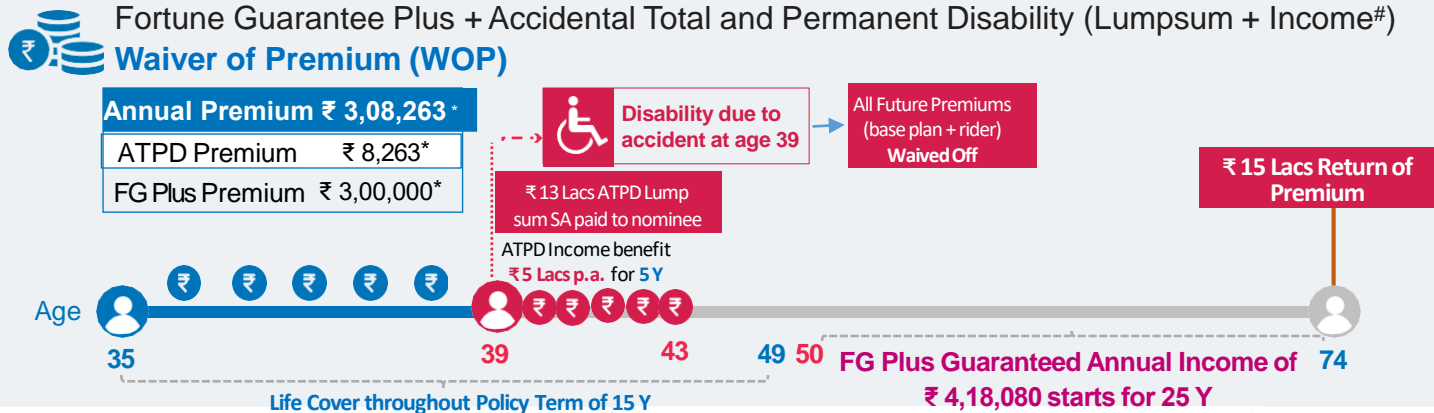 Fortune Guarantee Plus + Accidental Total and Permanent Disability (Lumpsum + Income#)
Waiver of Premium (WOP)
Annual Premium ₹ 3,08,263 *
ATPD Premium ₹ 8,263*
FG Plus Premium ₹ 3,00,000*
Disability due to
accident at age 39
All Future Premiums
(base plan + rider)
Waived Off
₹ 13 Lacs ATPD Lump
sum SA paid to nominee
ATPD Income benefit
₹ 5 Lacs p.a. for 5 Y
₹ 15 Lacs Return of
Premium
₹
₹ ₹ ₹ ₹ ₹
₹ ₹ ₹ ₹ ₹
Age
35 39 43 49 50 74
Life Cover throughout Policy Term of 15 Y
FG Plus Guaranteed Annual Income of
₹ 4,18,080 starts for 25 Y